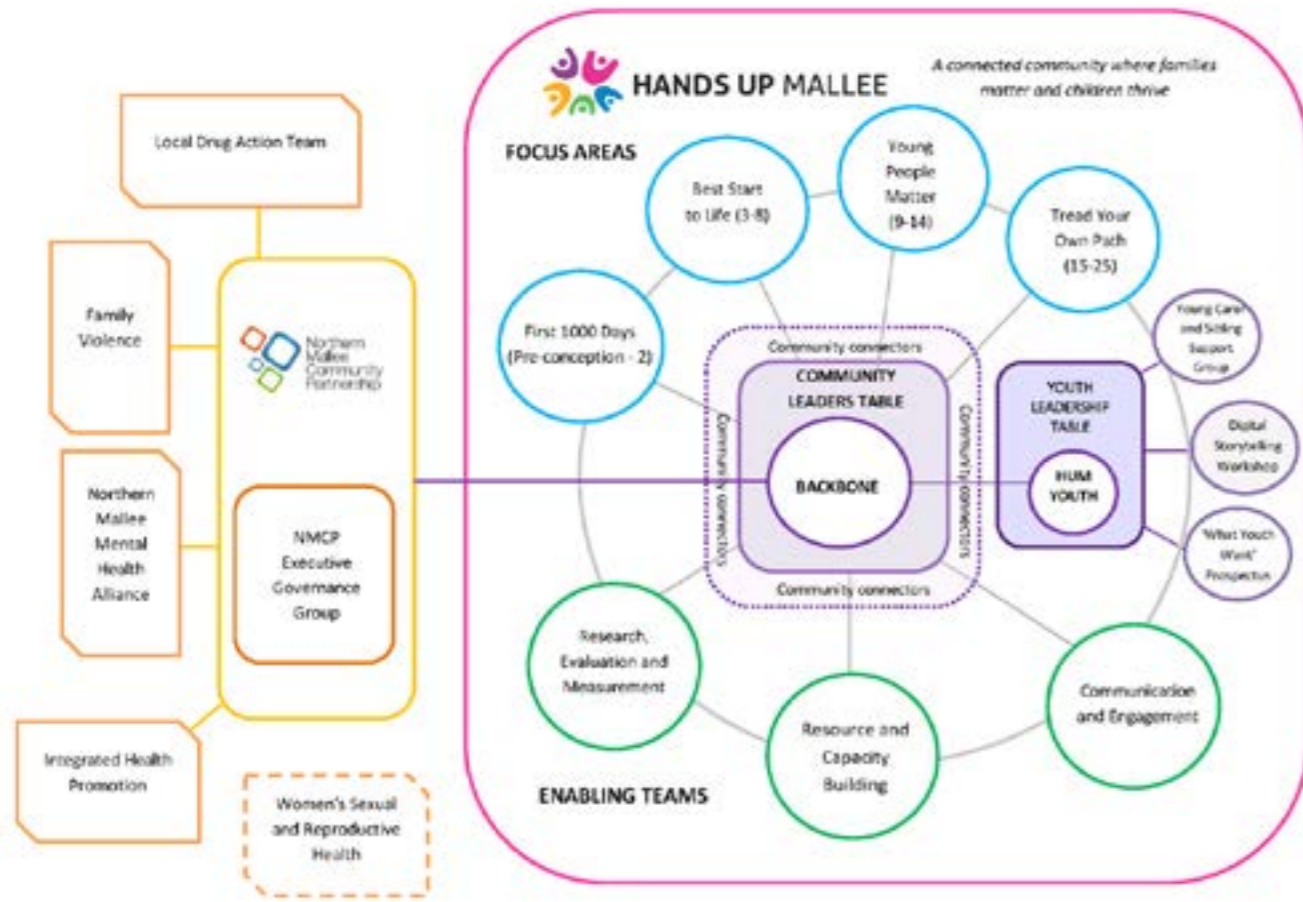 HANDS UP MALLEE
A connected community where families
matter and children thrive
FOCUS AREAS
Local Drug Action Team
Family
Violence
Northern
Mallee
Mental
Health
Alliance
Integrated Health
Promotion
Women's Sexual
and Reproductive
Health
Northern
Mallee
Community
Partnership
NMCP
Executive
Governance
Group
First 1000 Days
(Pre-conception - 2)
Best Start
to Life (3-8)
Young
People
Matter
(9-14)
Tread Your
Own Path
(15-25)
Community connectors
Community connectors
Community connectors
Community connectors
COMMUNITY
LEADERS TABLE
BACKBONE
YOUTH
LEADERSHIP
TABLE
HUM
YOUTH
Young Carer
and Sibling
Support
Group
Digital
Storytelling
Workshop
'What Youth
Want'
Prospectus
Research,
Evaluation and
Measurement
Resource and
Capacity
Building
Communication
and Engagement
ENABLING TEAMS